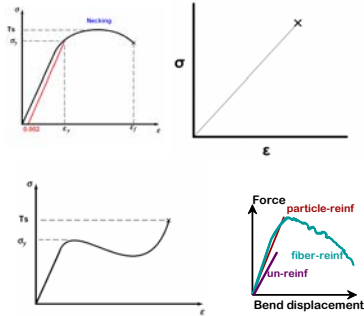 σ
Necking
Ts
σy
0.002
εy
εf
ε
σ
ε
σ
Ts
σy
ε
Force
particle-reinf
fiber-reinf
un-reinf
Bend displacement